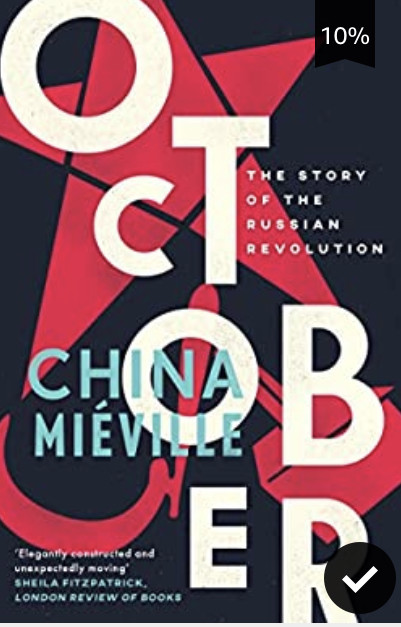 10%
OCTOBER
THE STORY
OF THE
RUSSIAN
REVOLUTION
CHINA
MIÉVILLE
‘Elegantly constructed and
unexpectedly moving’
SHEILA FITZPATRICK,
LONDON REVIEW OF BOOKS